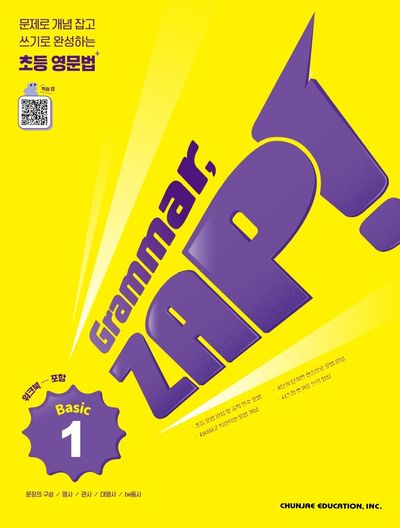 문제로 개념 잡고
쓰기로 완성하는
초등 영문법+
학습 앱
Grammar,
ZAP!
워크북 포함
Basic
1
문장의 구성 / 명사 / 관사 / 대명사 / be동사
CHUNJAE EDUCATION, INC.